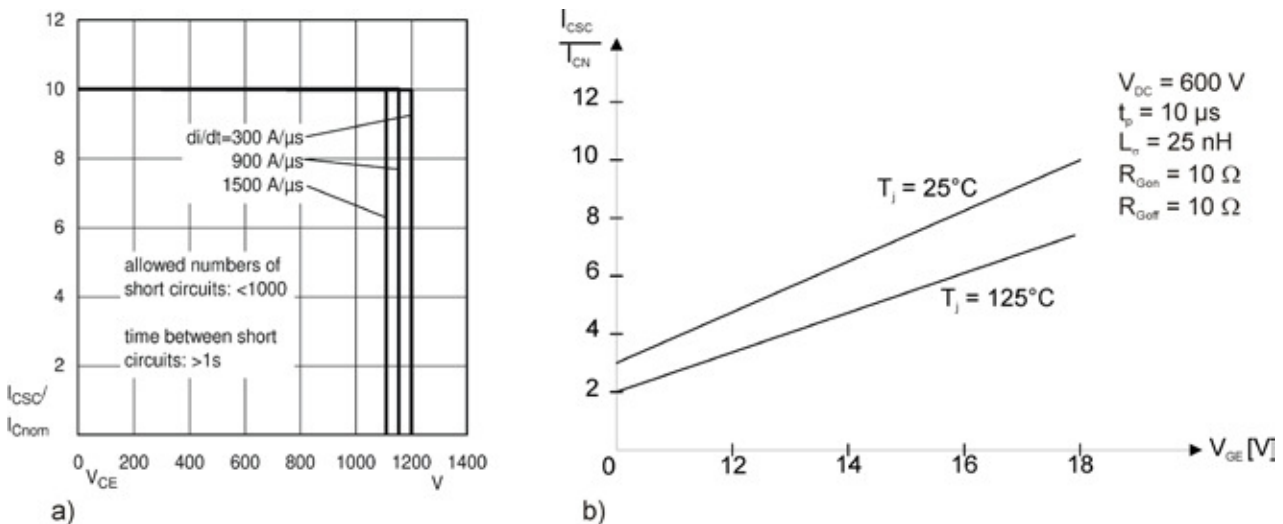 12
10
8
6
4
2
I_CSC/
I_Cnom
di/dt=300 A/µs
900 A/µs
1500 A/µs
allowed numbers of
short circuits: <1000
time between short
circuits: >1s
0 200 400 600 800 1000 1200 1400
V_CE V
a)
I_CSC
T_CN
12
10
8
6
4
2
T_j = 25°C
T_j = 125°C
V_DC = 600 V
t_p = 10 µs
L_σ = 25 nH
R_Gon = 10 Ω
R_Goff = 10 Ω
0 12 14 16 18 V_GE [V]
b)